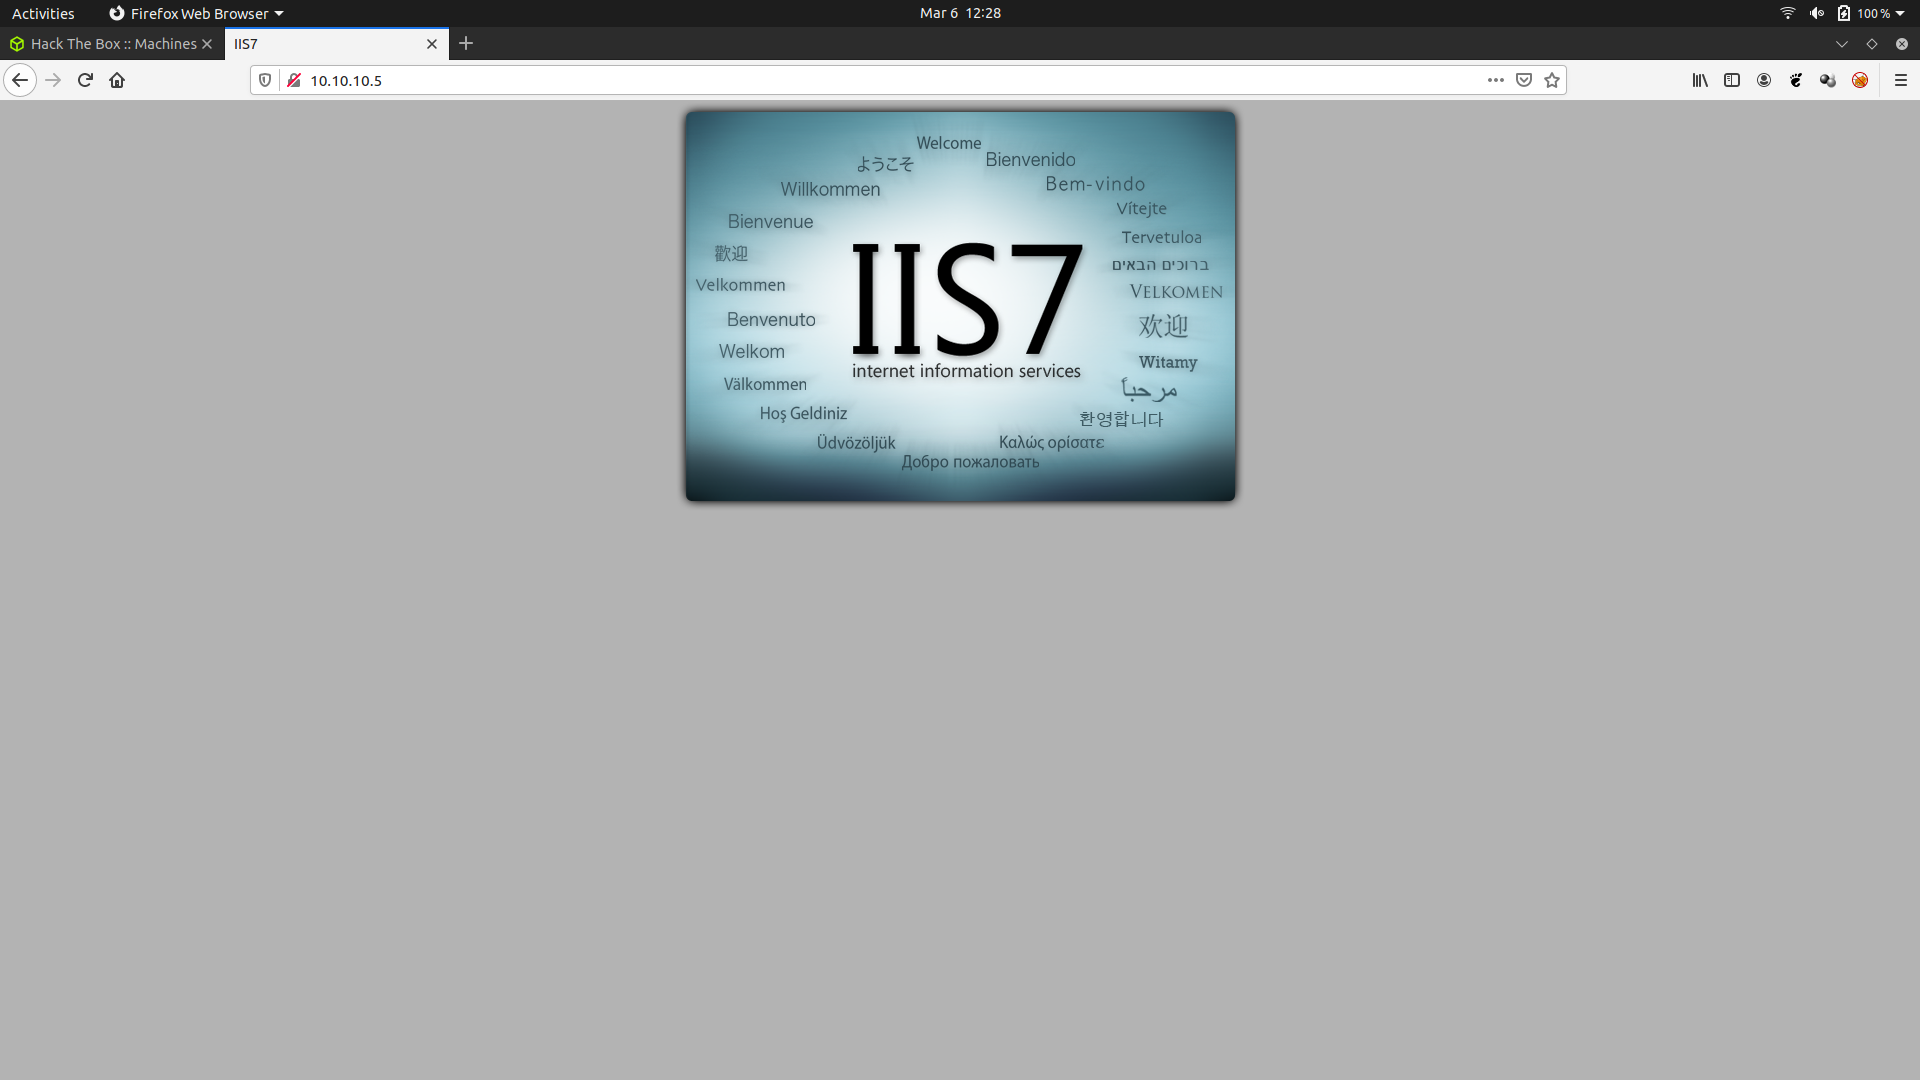 Activities Firefox Web Browser Mar 6 12:28 100 %
Hack The Box :: Machines IIS7
10.10.10.5
Welcome
ようこそ
Bienvenido
Willkommen
Bem-vindo
Bienvenue
Vítejte
歡迎
Tervetuloa
ברוכים הבאים
Velkommen
VELKOMEN
IIS7
Benvenuto
欢迎
Welkom
Witamy
internet information services
Välkommen
مرحباً
Hoş Geldiniz
환영합니다
Üdvözöljük
Καλώς ορίσατε
Добро пожаловать